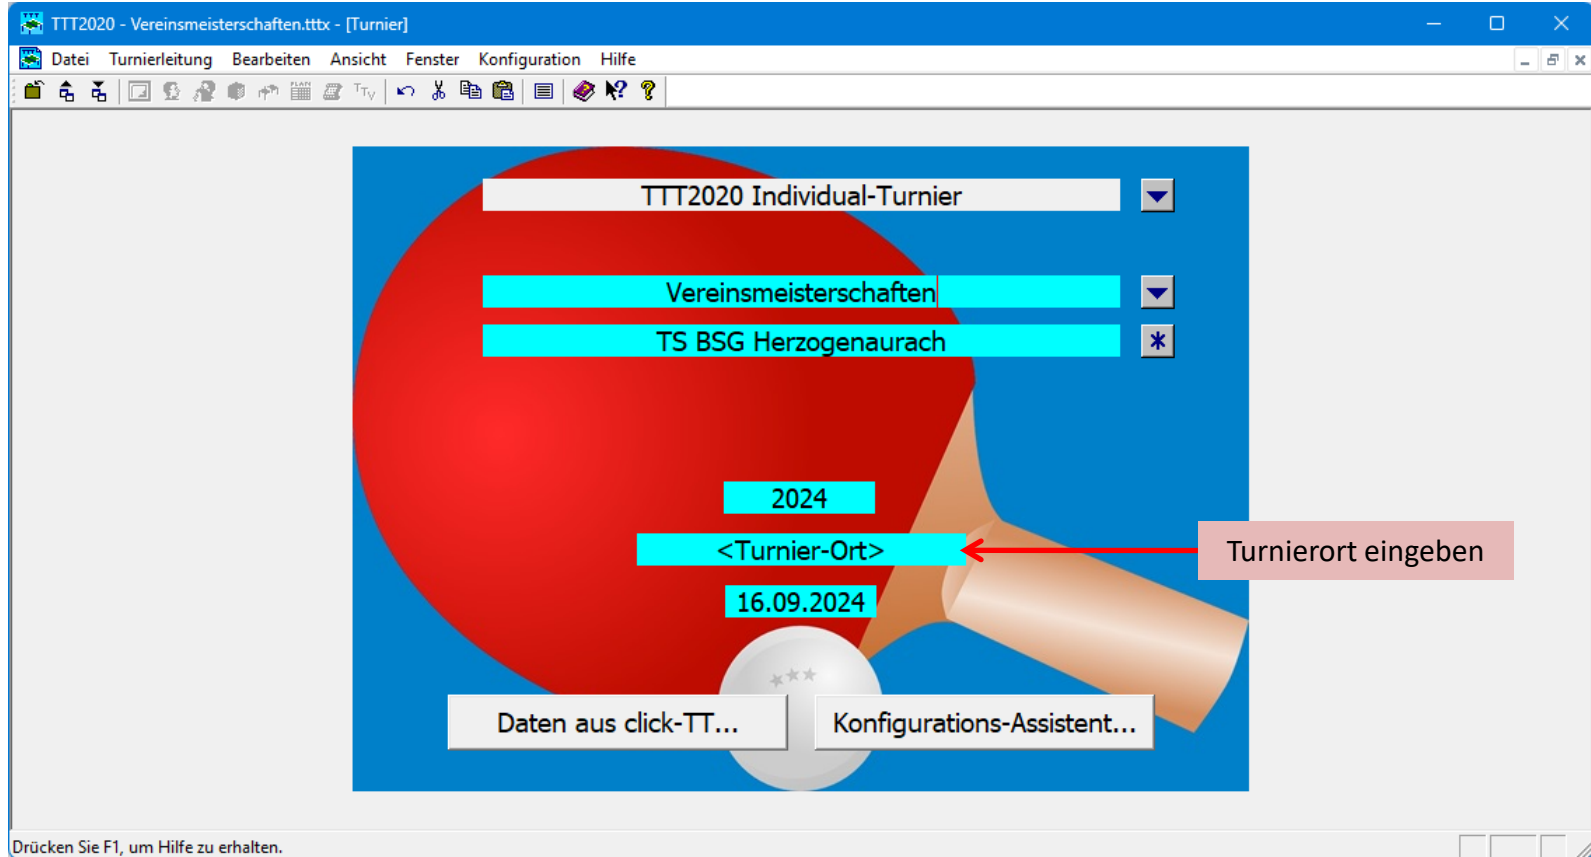 TTT2020 - Vereinsmeisterschaften.tttx - [Turnier]
Datei Turnierleitung Bearbeiten Ansicht Fenster Konfiguration Hilfe
PLAN
TTV
TTT2020 Individual-Turnier
Vereinsmeisterschaften
TS BSG Herzogenaurach
2024
<Turnier-Ort>
Turnierort eingeben
16.09.2024
Daten aus click-TT...
Konfigurations-Assistent...
Drücken Sie F1, um Hilfe zu erhalten.